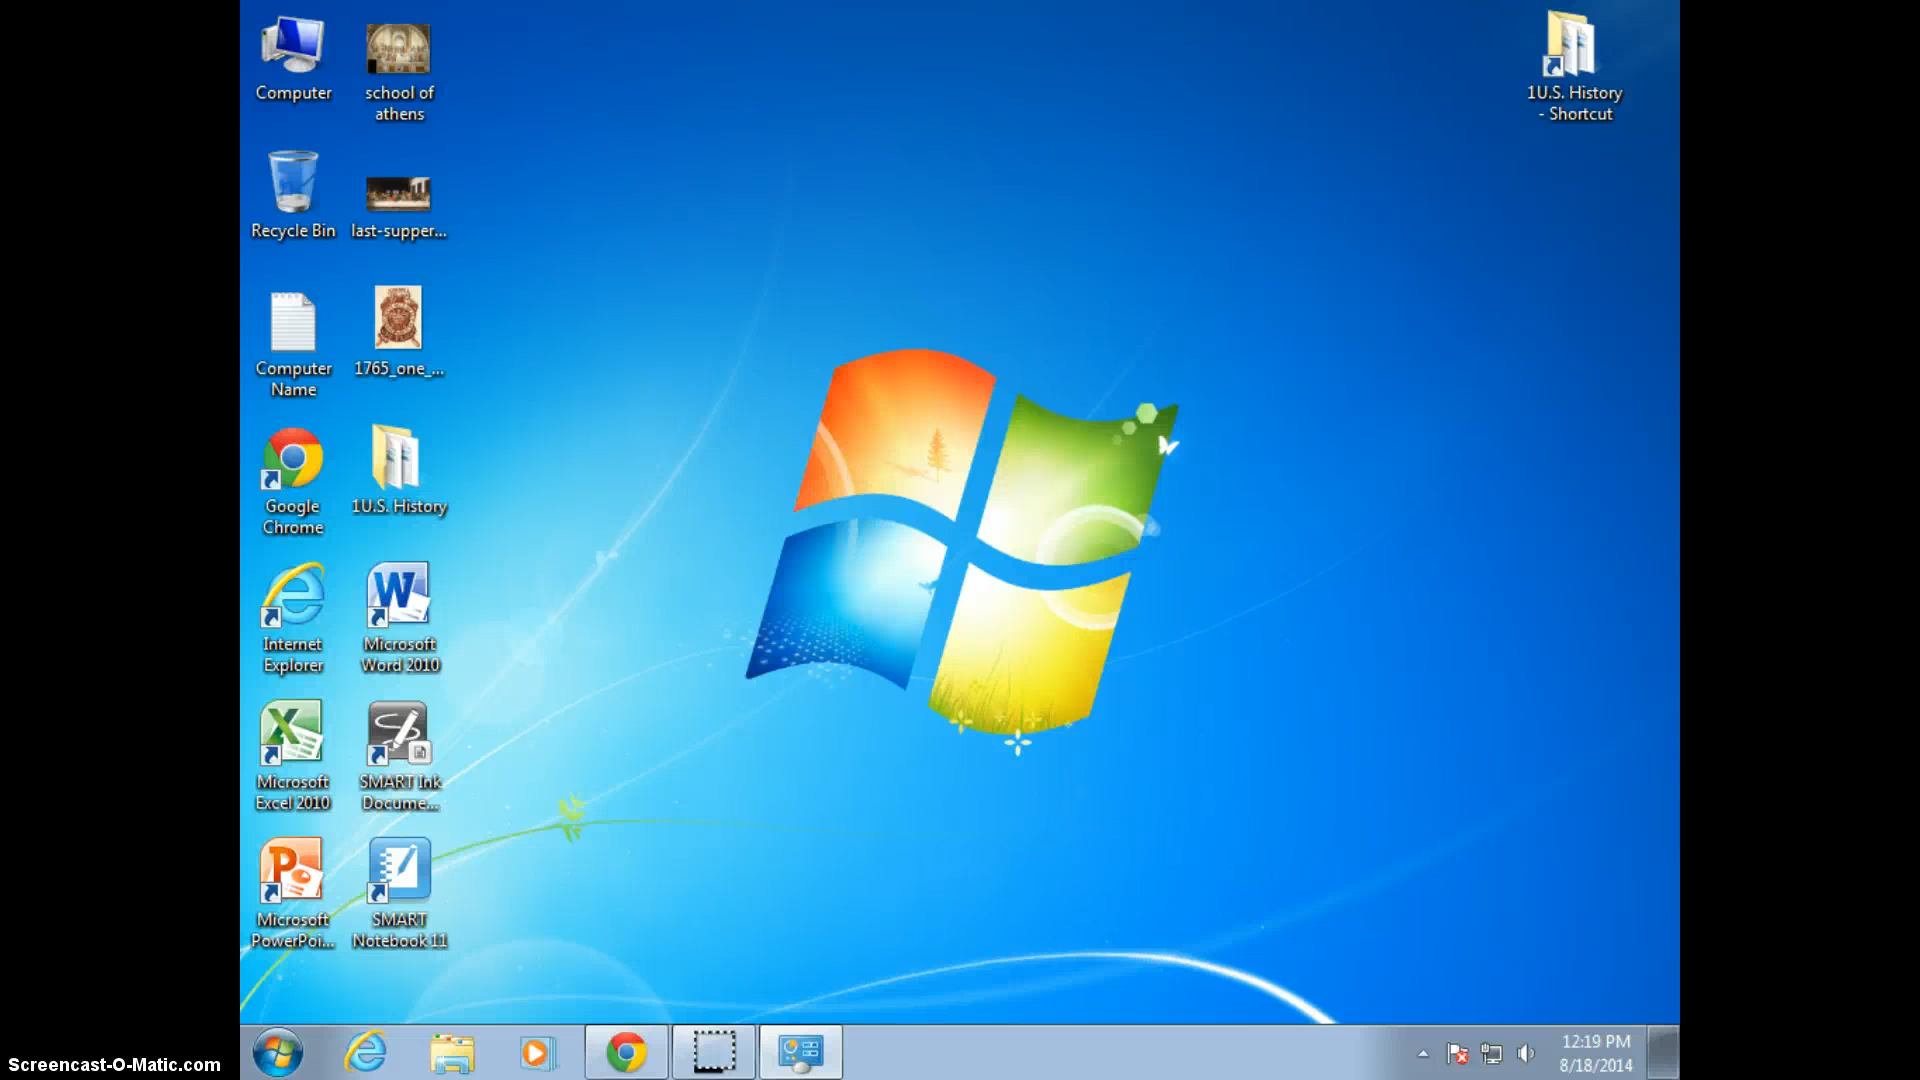 Computer
school of
athens
1U.S. History
- Shortcut
Recycle Bin
last-supper...
Computer
Name
1765_one_...
Google
Chrome
1U.S. History
Internet
Explorer
Microsoft
Word 2010
Microsoft
Excel 2010
SMART Ink
Docume...
Microsoft
PowerPoi...
SMART
Notebook 11
12:19 PM
8/18/2014
Screencast-O-Matic.com